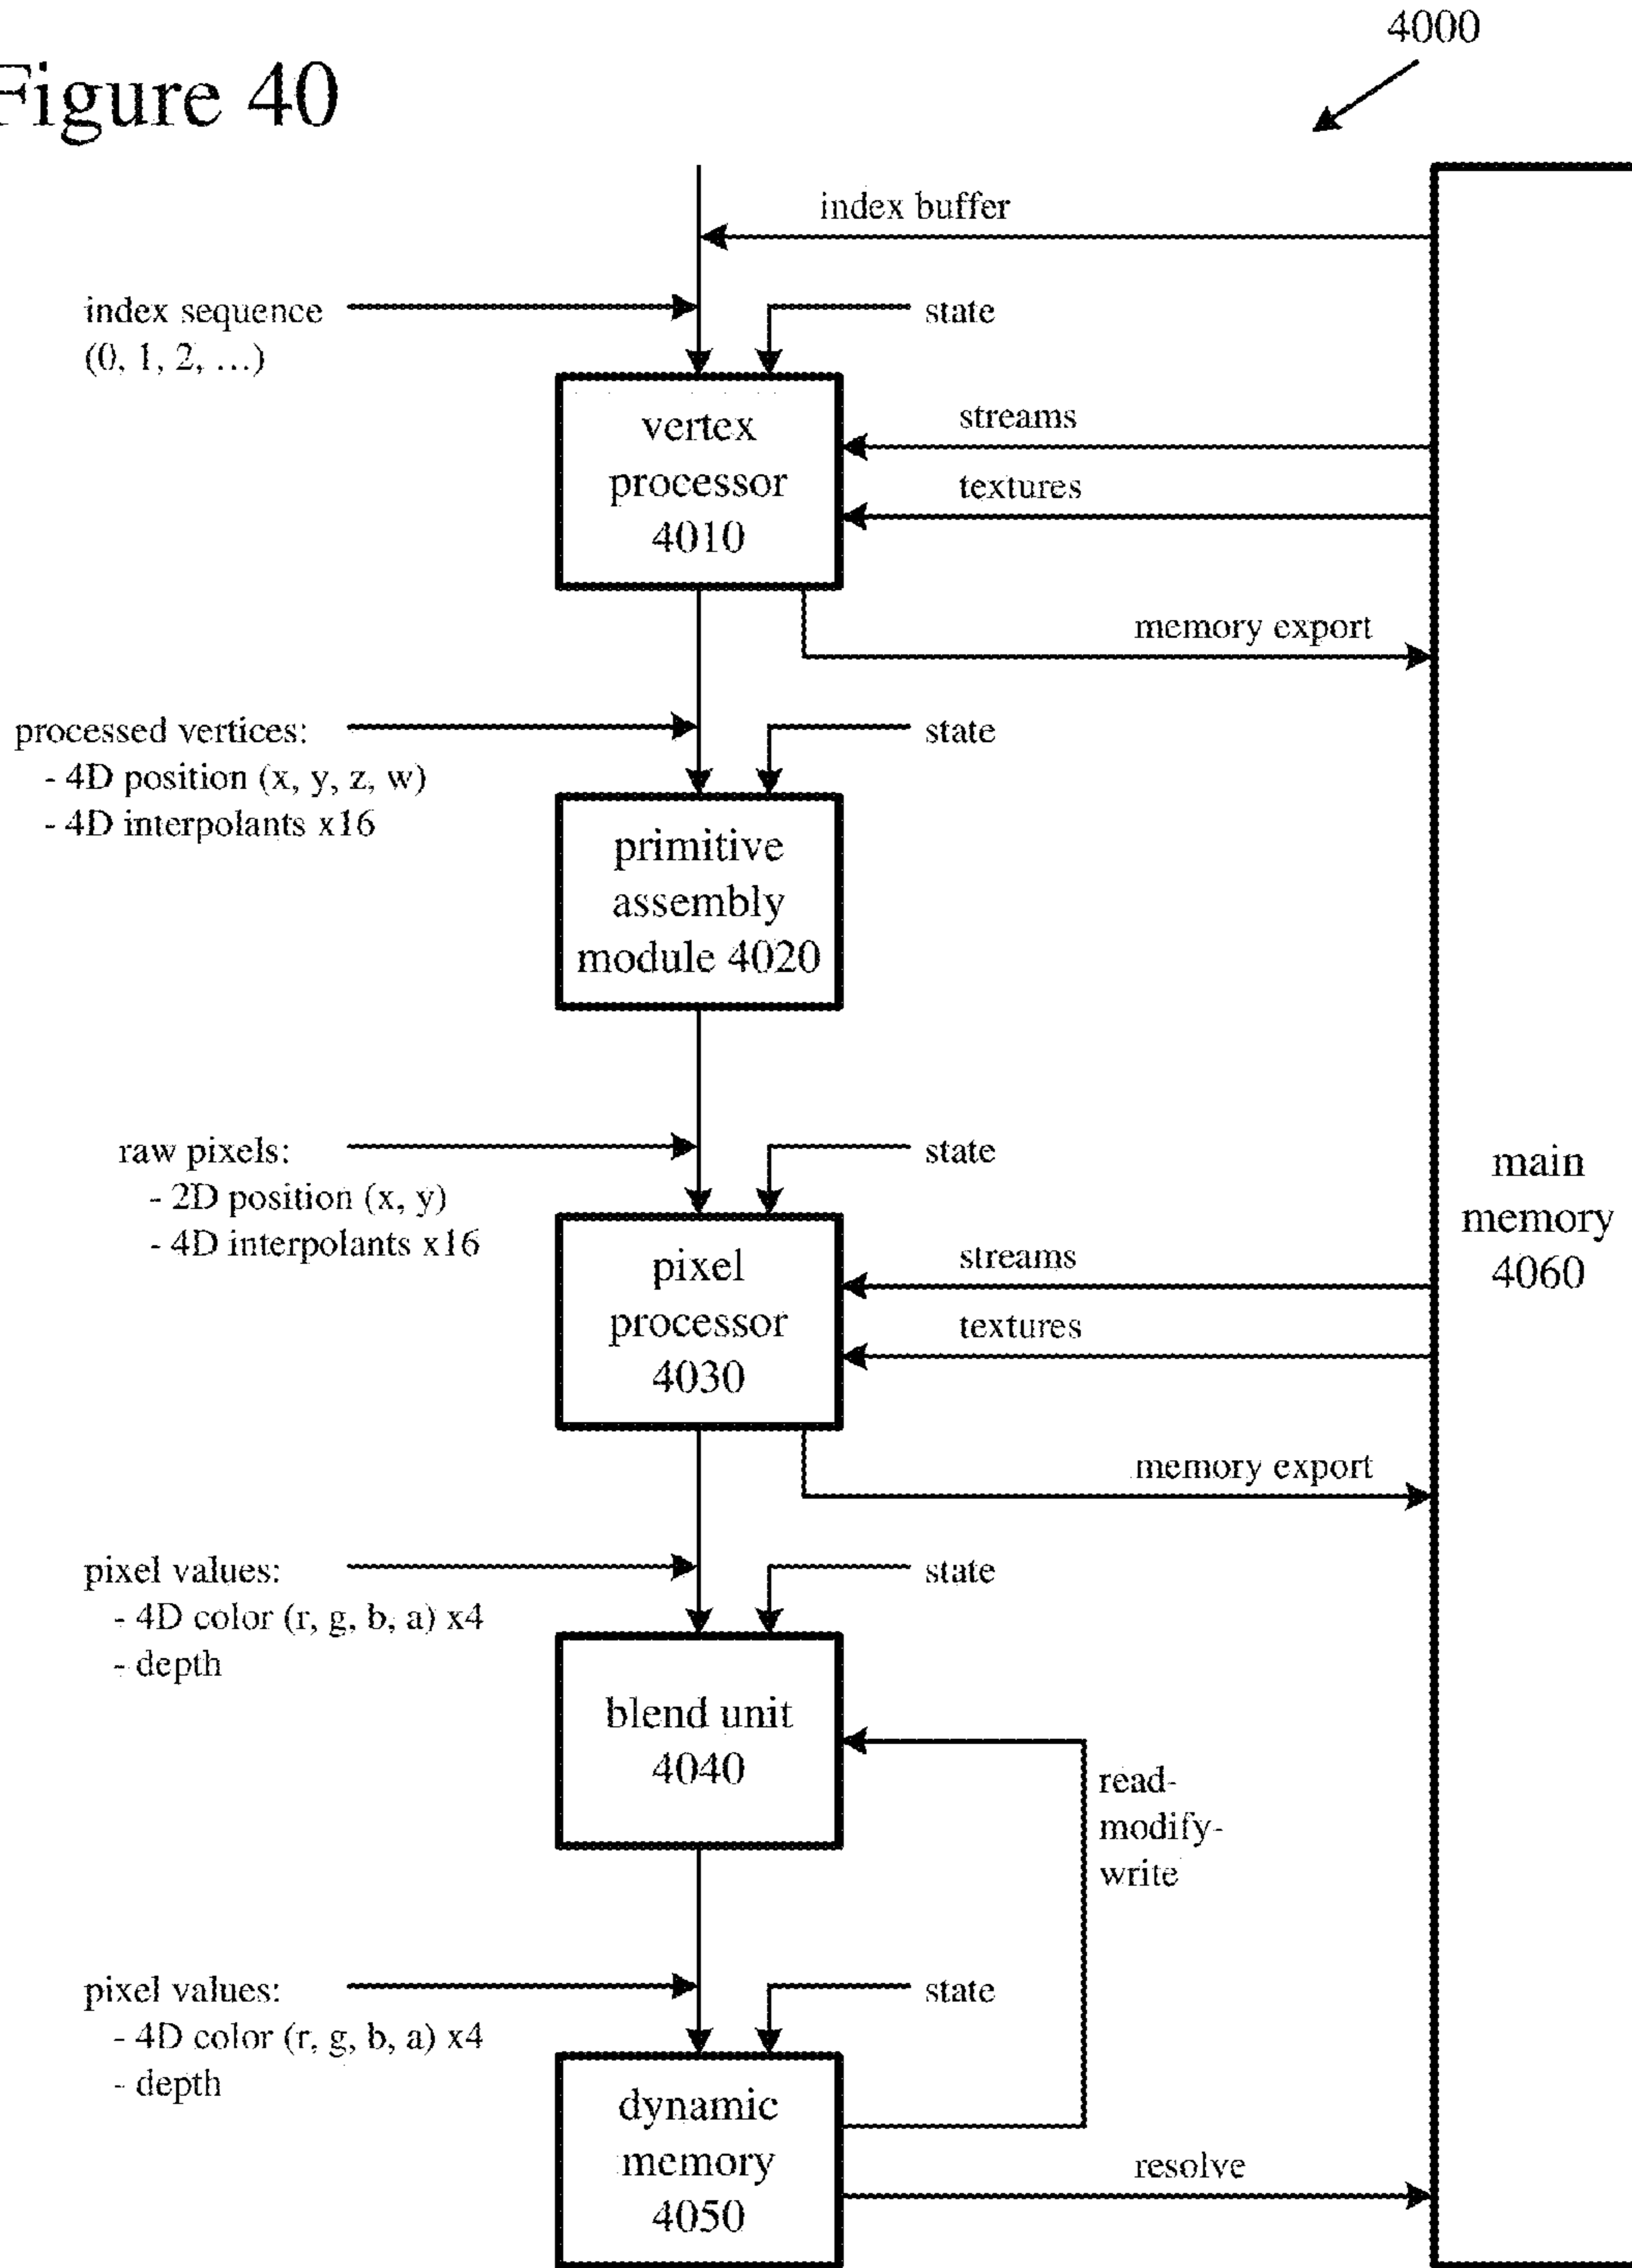 Figure 40
4000
index buffer
index sequence
(0, 1, 2, …)
state
vertex
processor
4010
streams
textures
memory export
processed vertices:
- 4D position (x, y, z, w)
- 4D interpolants x16
state
primitive
assembly
module 4020
raw pixels:
- 2D position (x, y)
- 4D interpolants x16
state
main
memory
4060
pixel
processor
4030
streams
textures
memory export
pixel values:
- 4D color (r, g, b, a) x4
- depth
state
blend unit
4040
read-
modify-
write
pixel values:
- 4D color (r, g, b, a) x4
- depth
state
dynamic
memory
4050
resolve